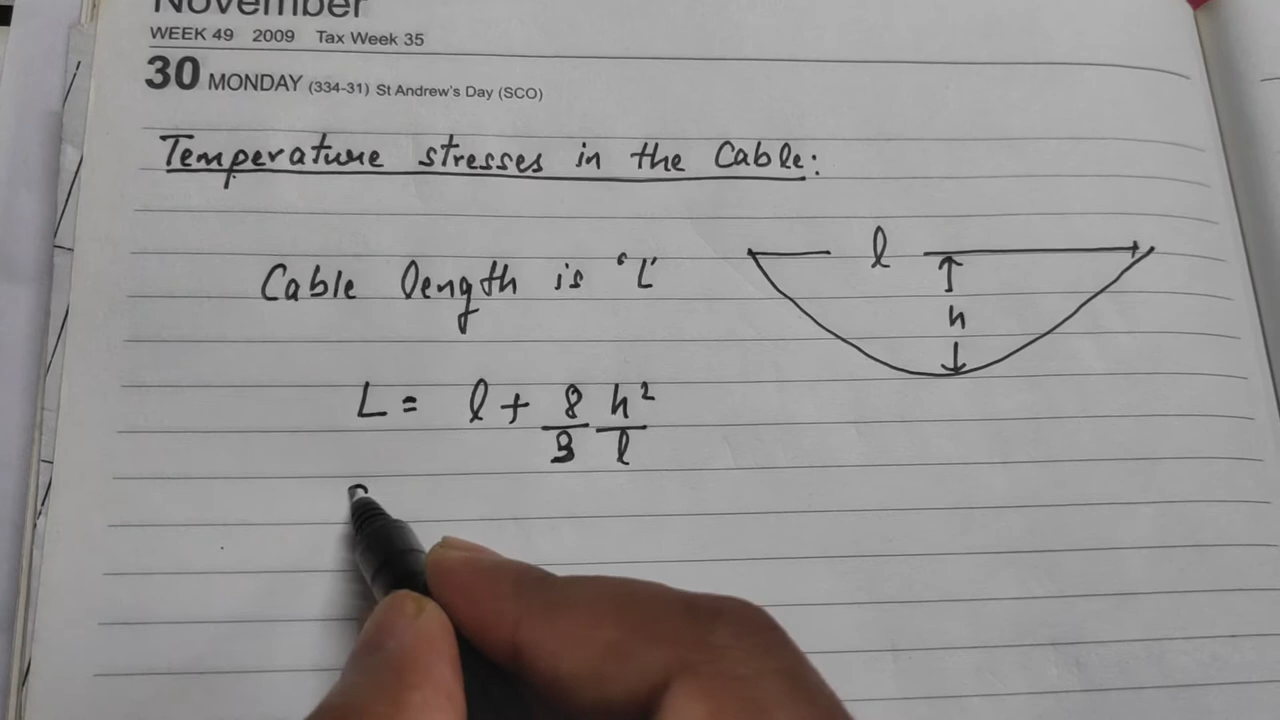 November
WEEK 49 2009 Tax Week 35
30 MONDAY (334-31) St Andrew's Day (SCO)
Temperature stresses in the Cable:
l
Cable length is 'L'
h
L = l + 8/3 h²/l